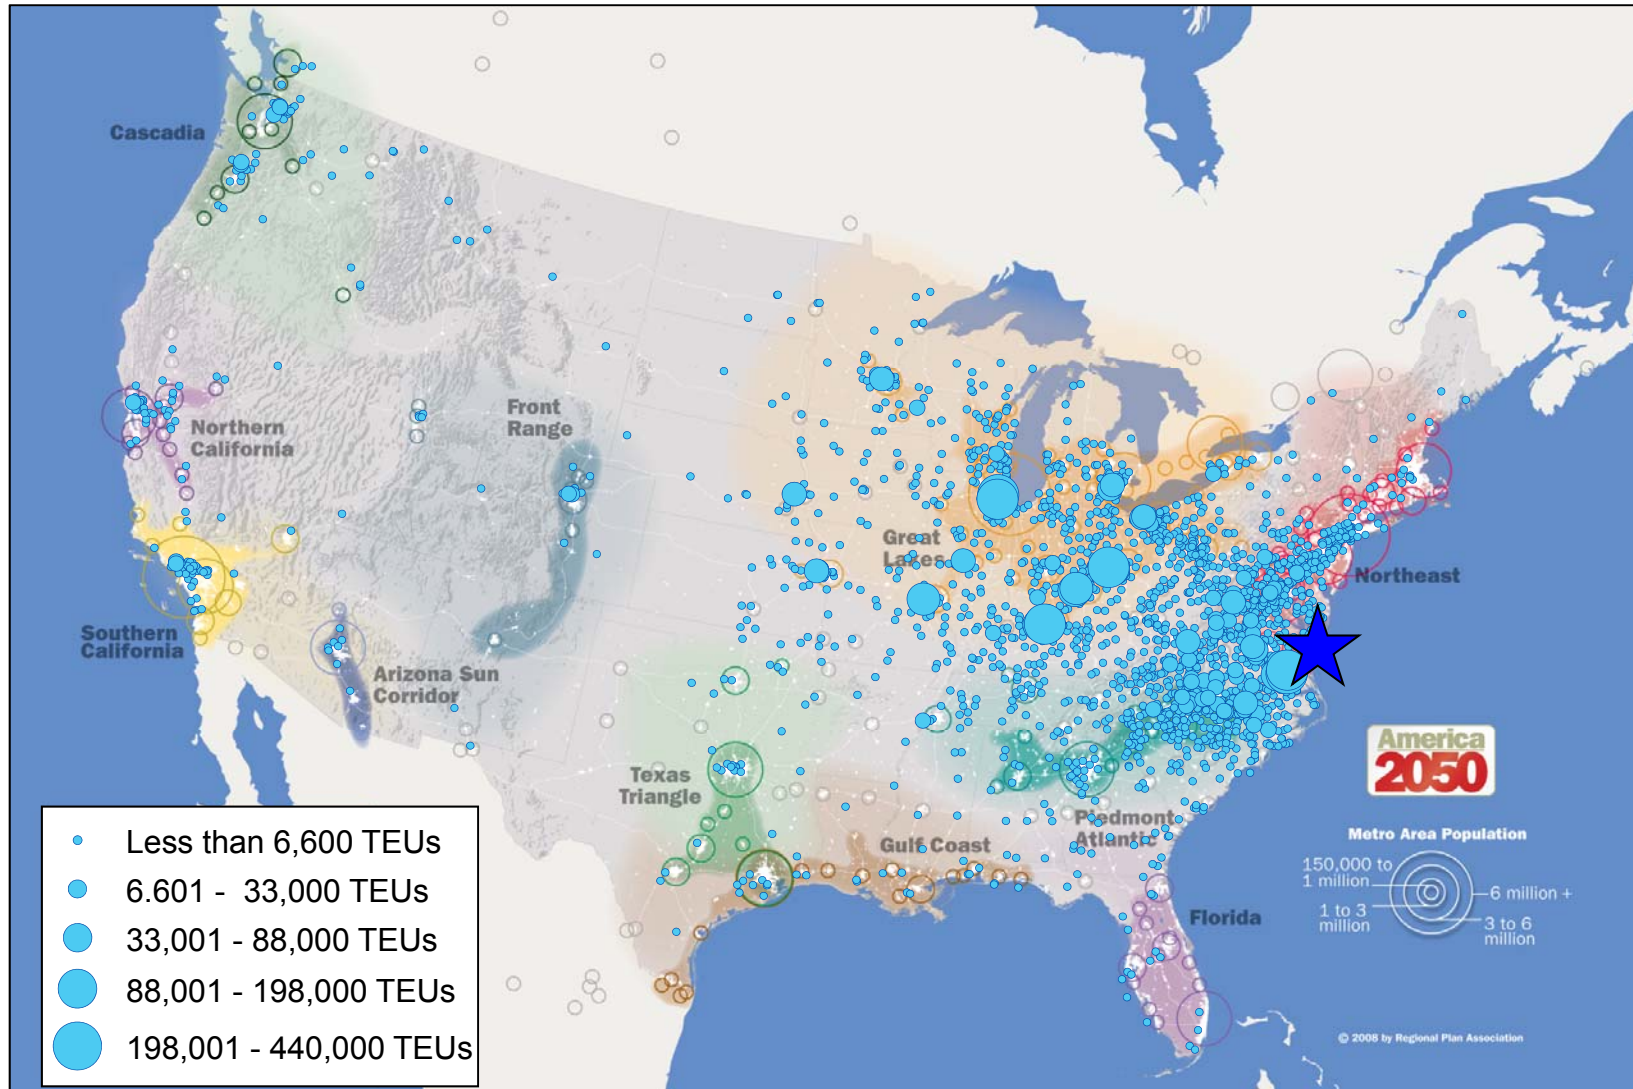 Cascadia
Northern
California
Southern
California
Arizona Sun
Corridor
Front
Range
Great
Lakes
Northeast
Texas
Triangle
Gulf Coast
Piedmont
Atlantic
Florida
America
2050
Metro Area Population
150,000 to
1 million
1 to 3
million
6 million +
3 to 6
million
© 2008 by Regional Plan Association
Less than 6,600 TEUs
6.601 - 33,000 TEUs
33,001 - 88,000 TEUs
88,001 - 198,000 TEUs
198,001 - 440,000 TEUs